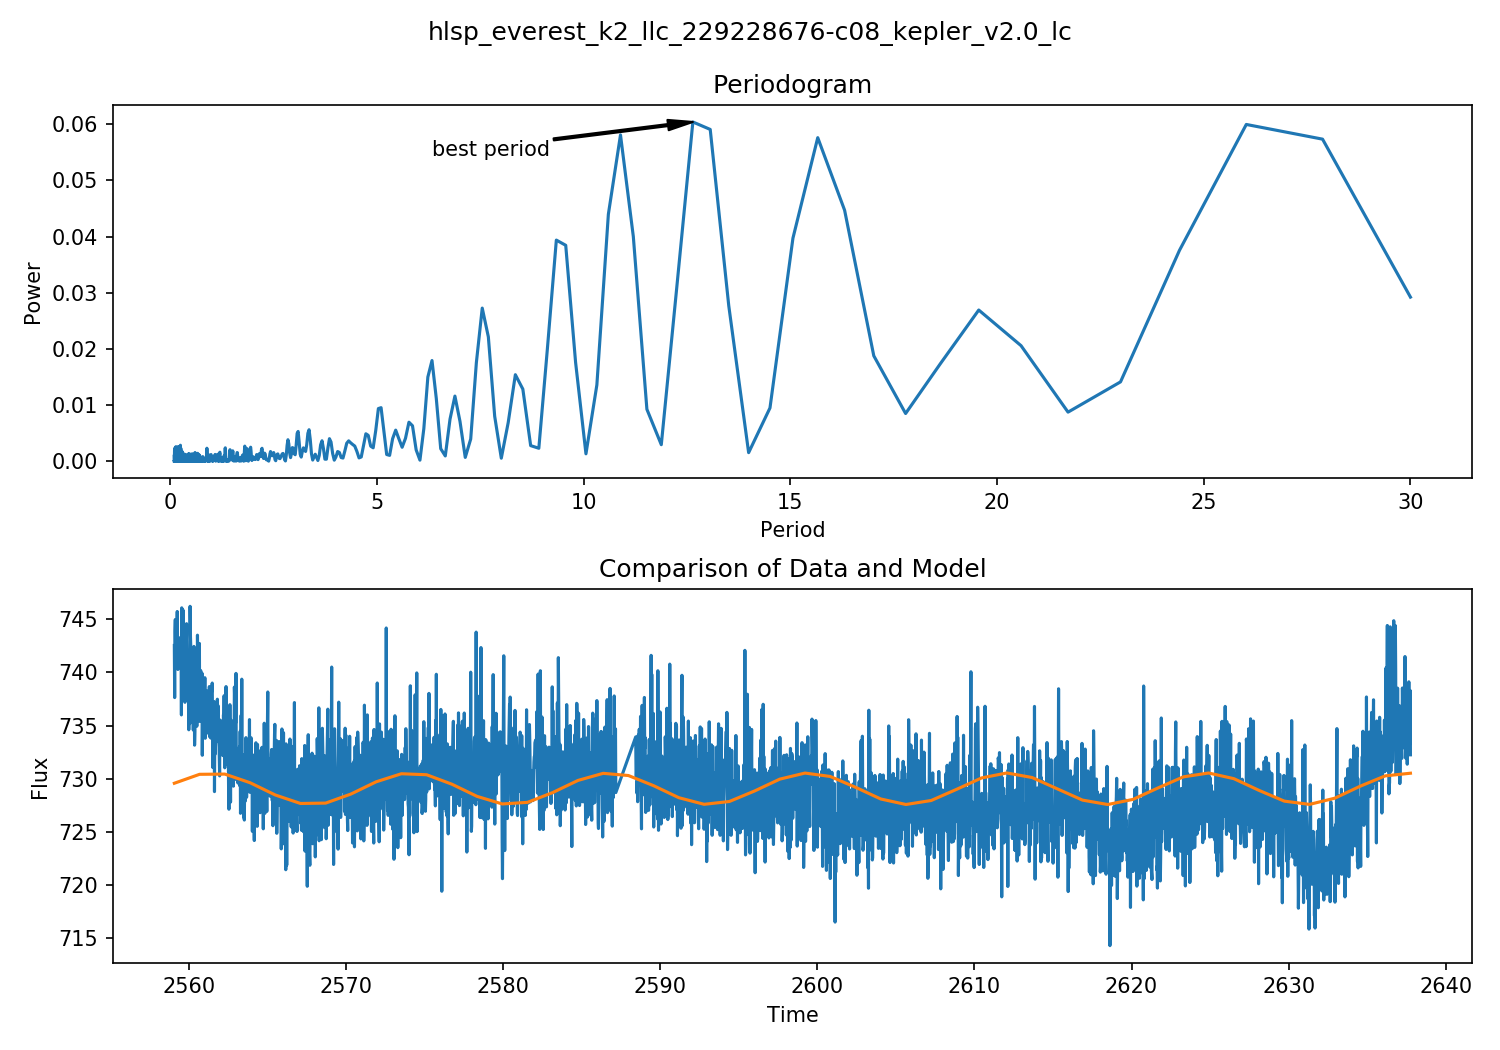 hlsp_everest_k2_llc_229228676-c08_kepler_v2.0_lc
Periodogram
0.06
0.05
0.04
0.03
0.02
0.01
0.00
Power
best period
0 5 10 15 20 25 30
Period
Comparison of Data and Model
745
740
735
730
725
720
715
Flux
2560 2570 2580 2590 2600 2610 2620 2630 2640
Time